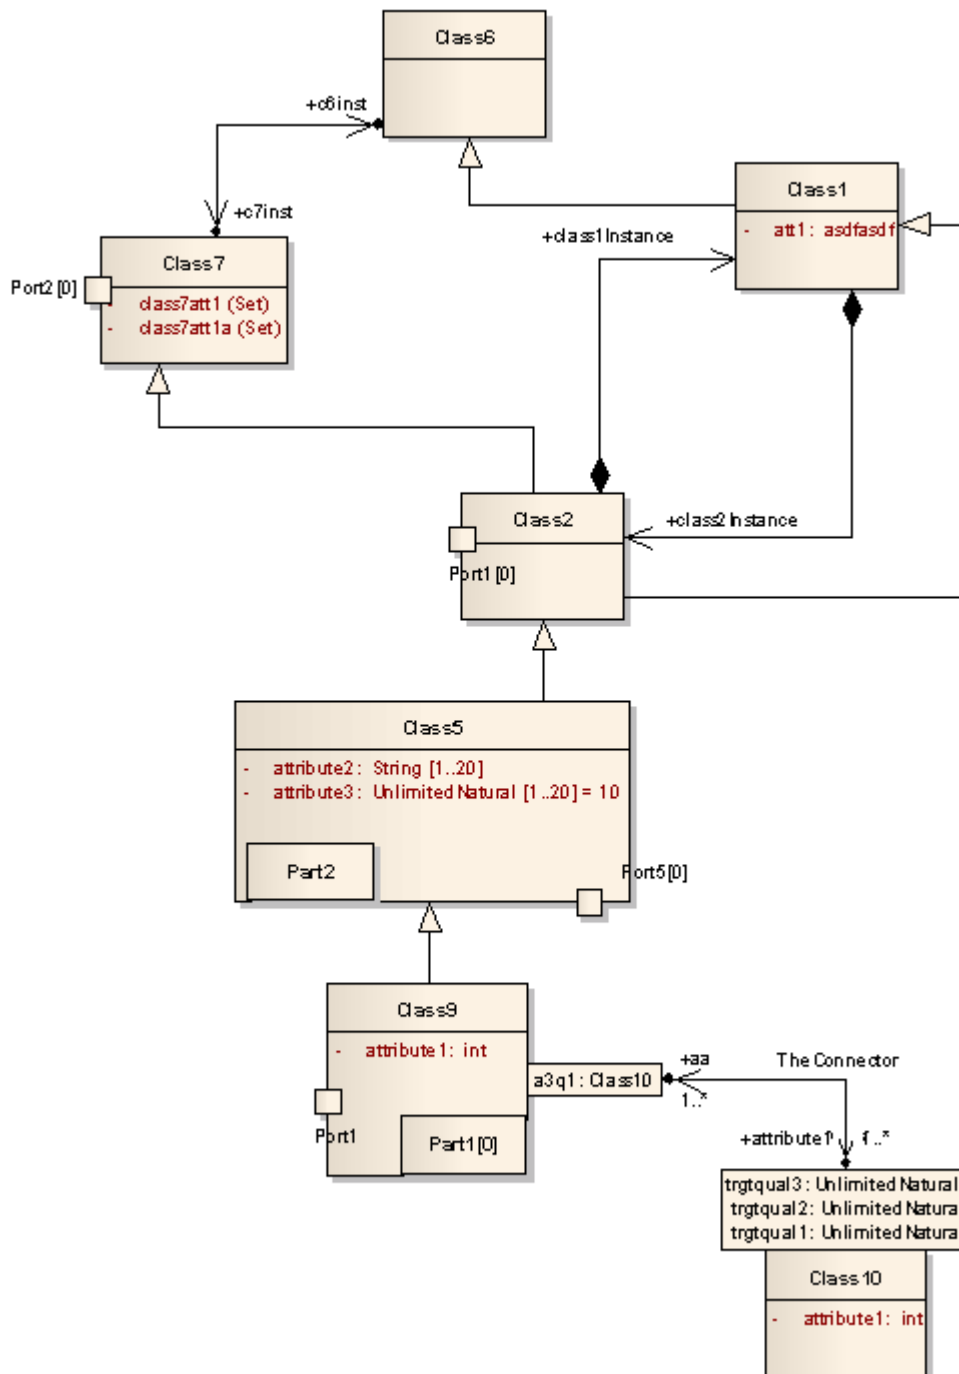 Class6
+c6inst
Class1
- att1: asdfasdf
+c7inst
+class1Instance
Class7
Port2[0]
- class7att1 (Set)
- class7att1a (Set)
Class2
+class2Instance
Port1[0]
Class5
- attribute2: String [1..20]
- attribute3: UnlimitedNatural [1..20] = 10
Part2
Port5[0]
Class9
- attribute1: int
+aa
The Connector
a3q1: Class10
1..*
Port1
Part1[0]
+attribute1
1..*
trgtqual3: UnlimitedNatural
trgtqual2: UnlimitedNatura
trgtqual1: UnlimitedNatura
Class10
- attribute1: int